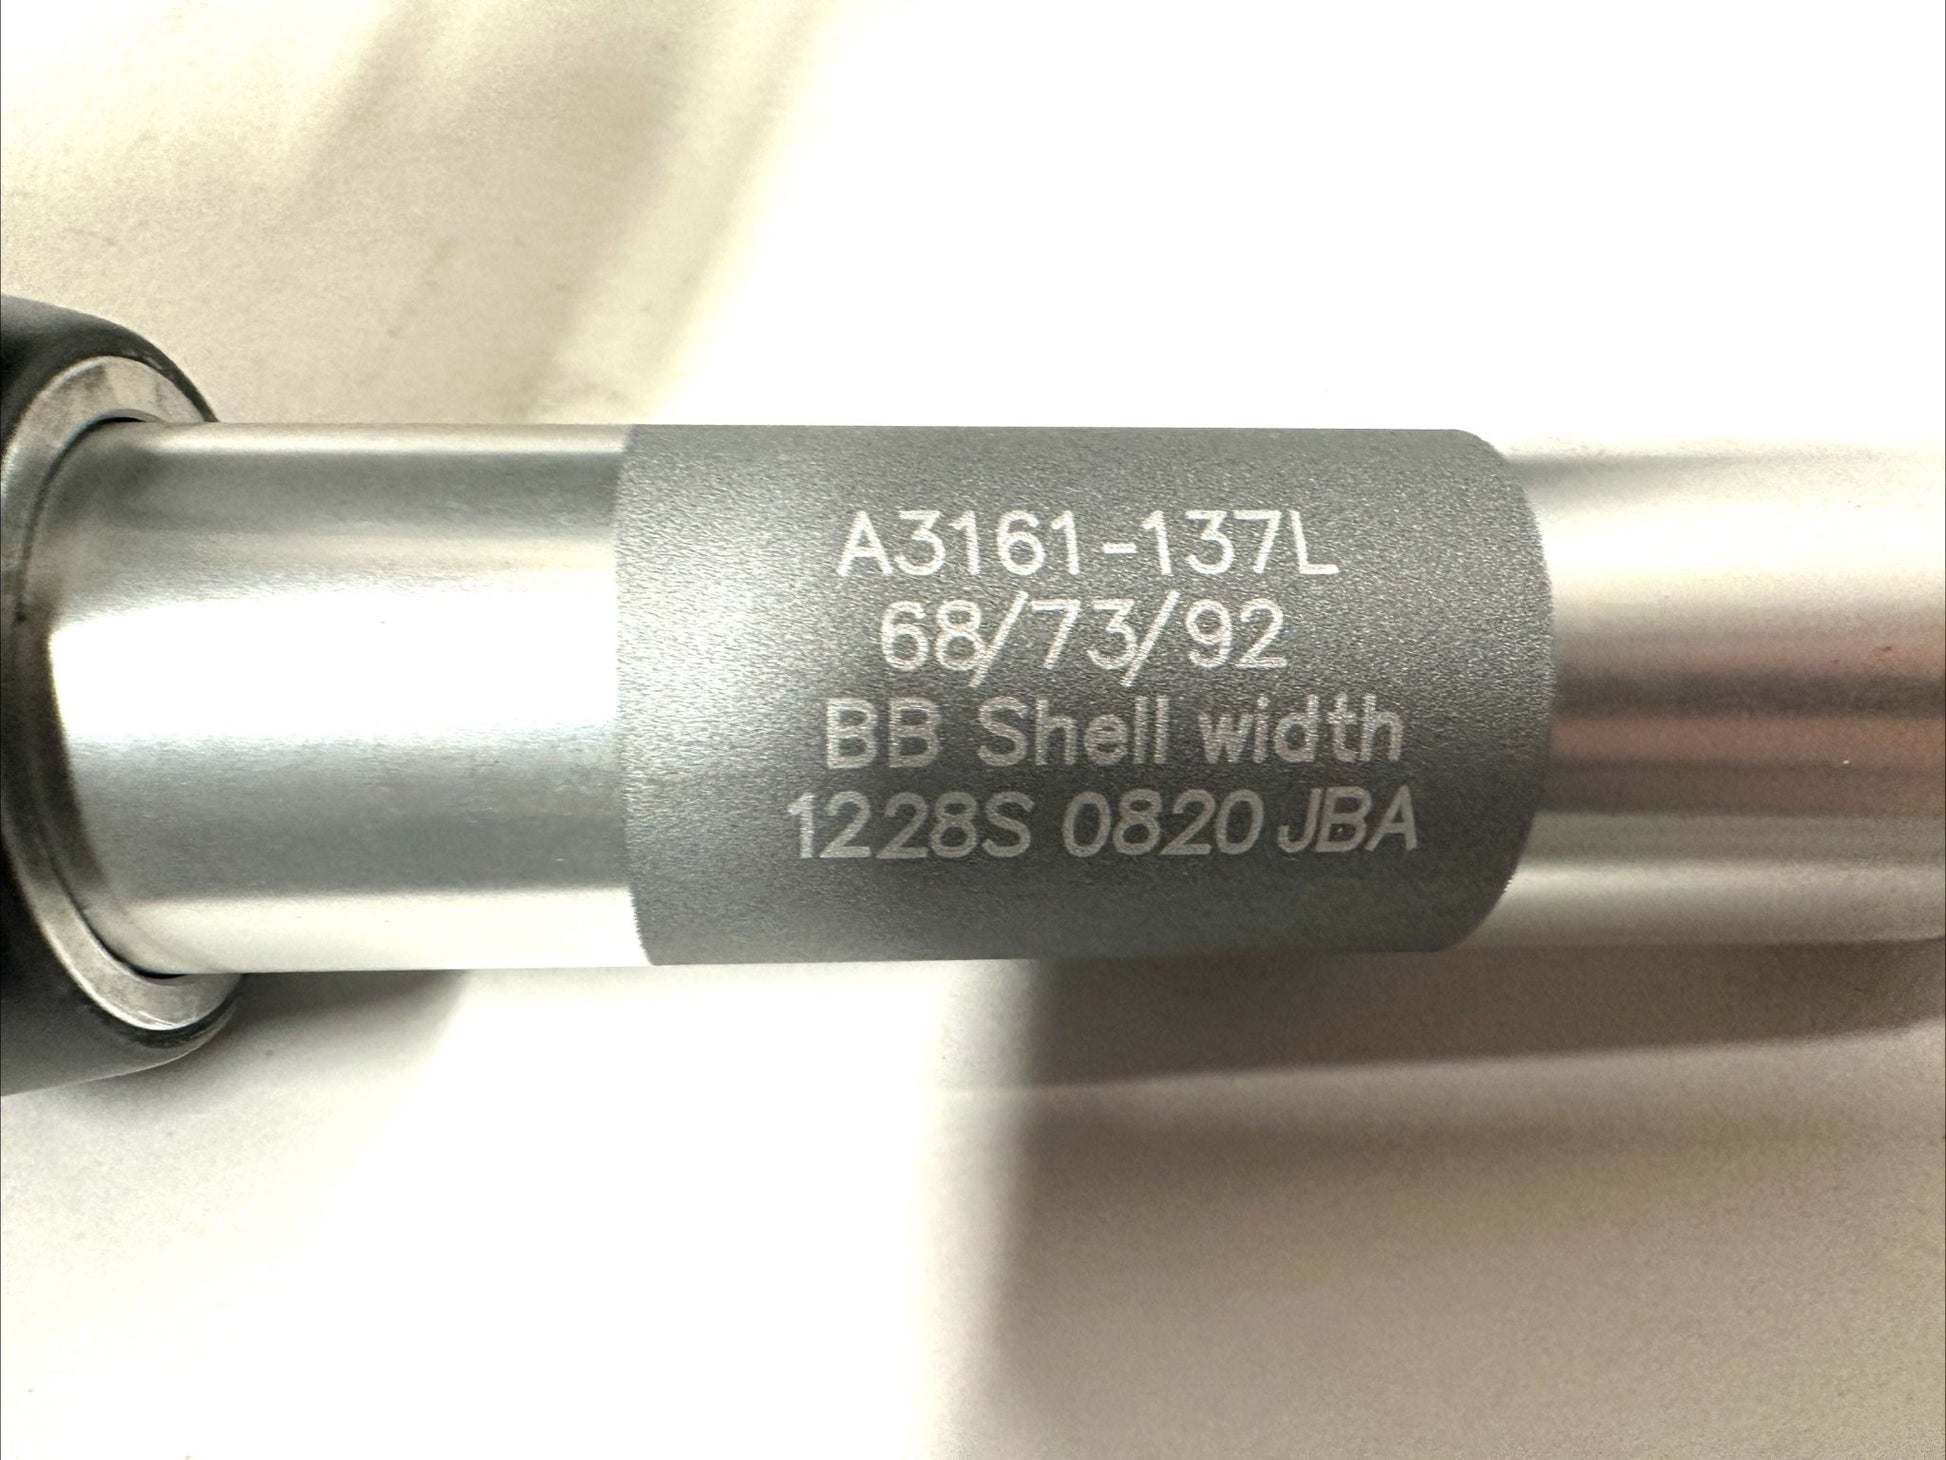 A3161-137L
68/73/92
BB Shell width
1228S 0820 JBA